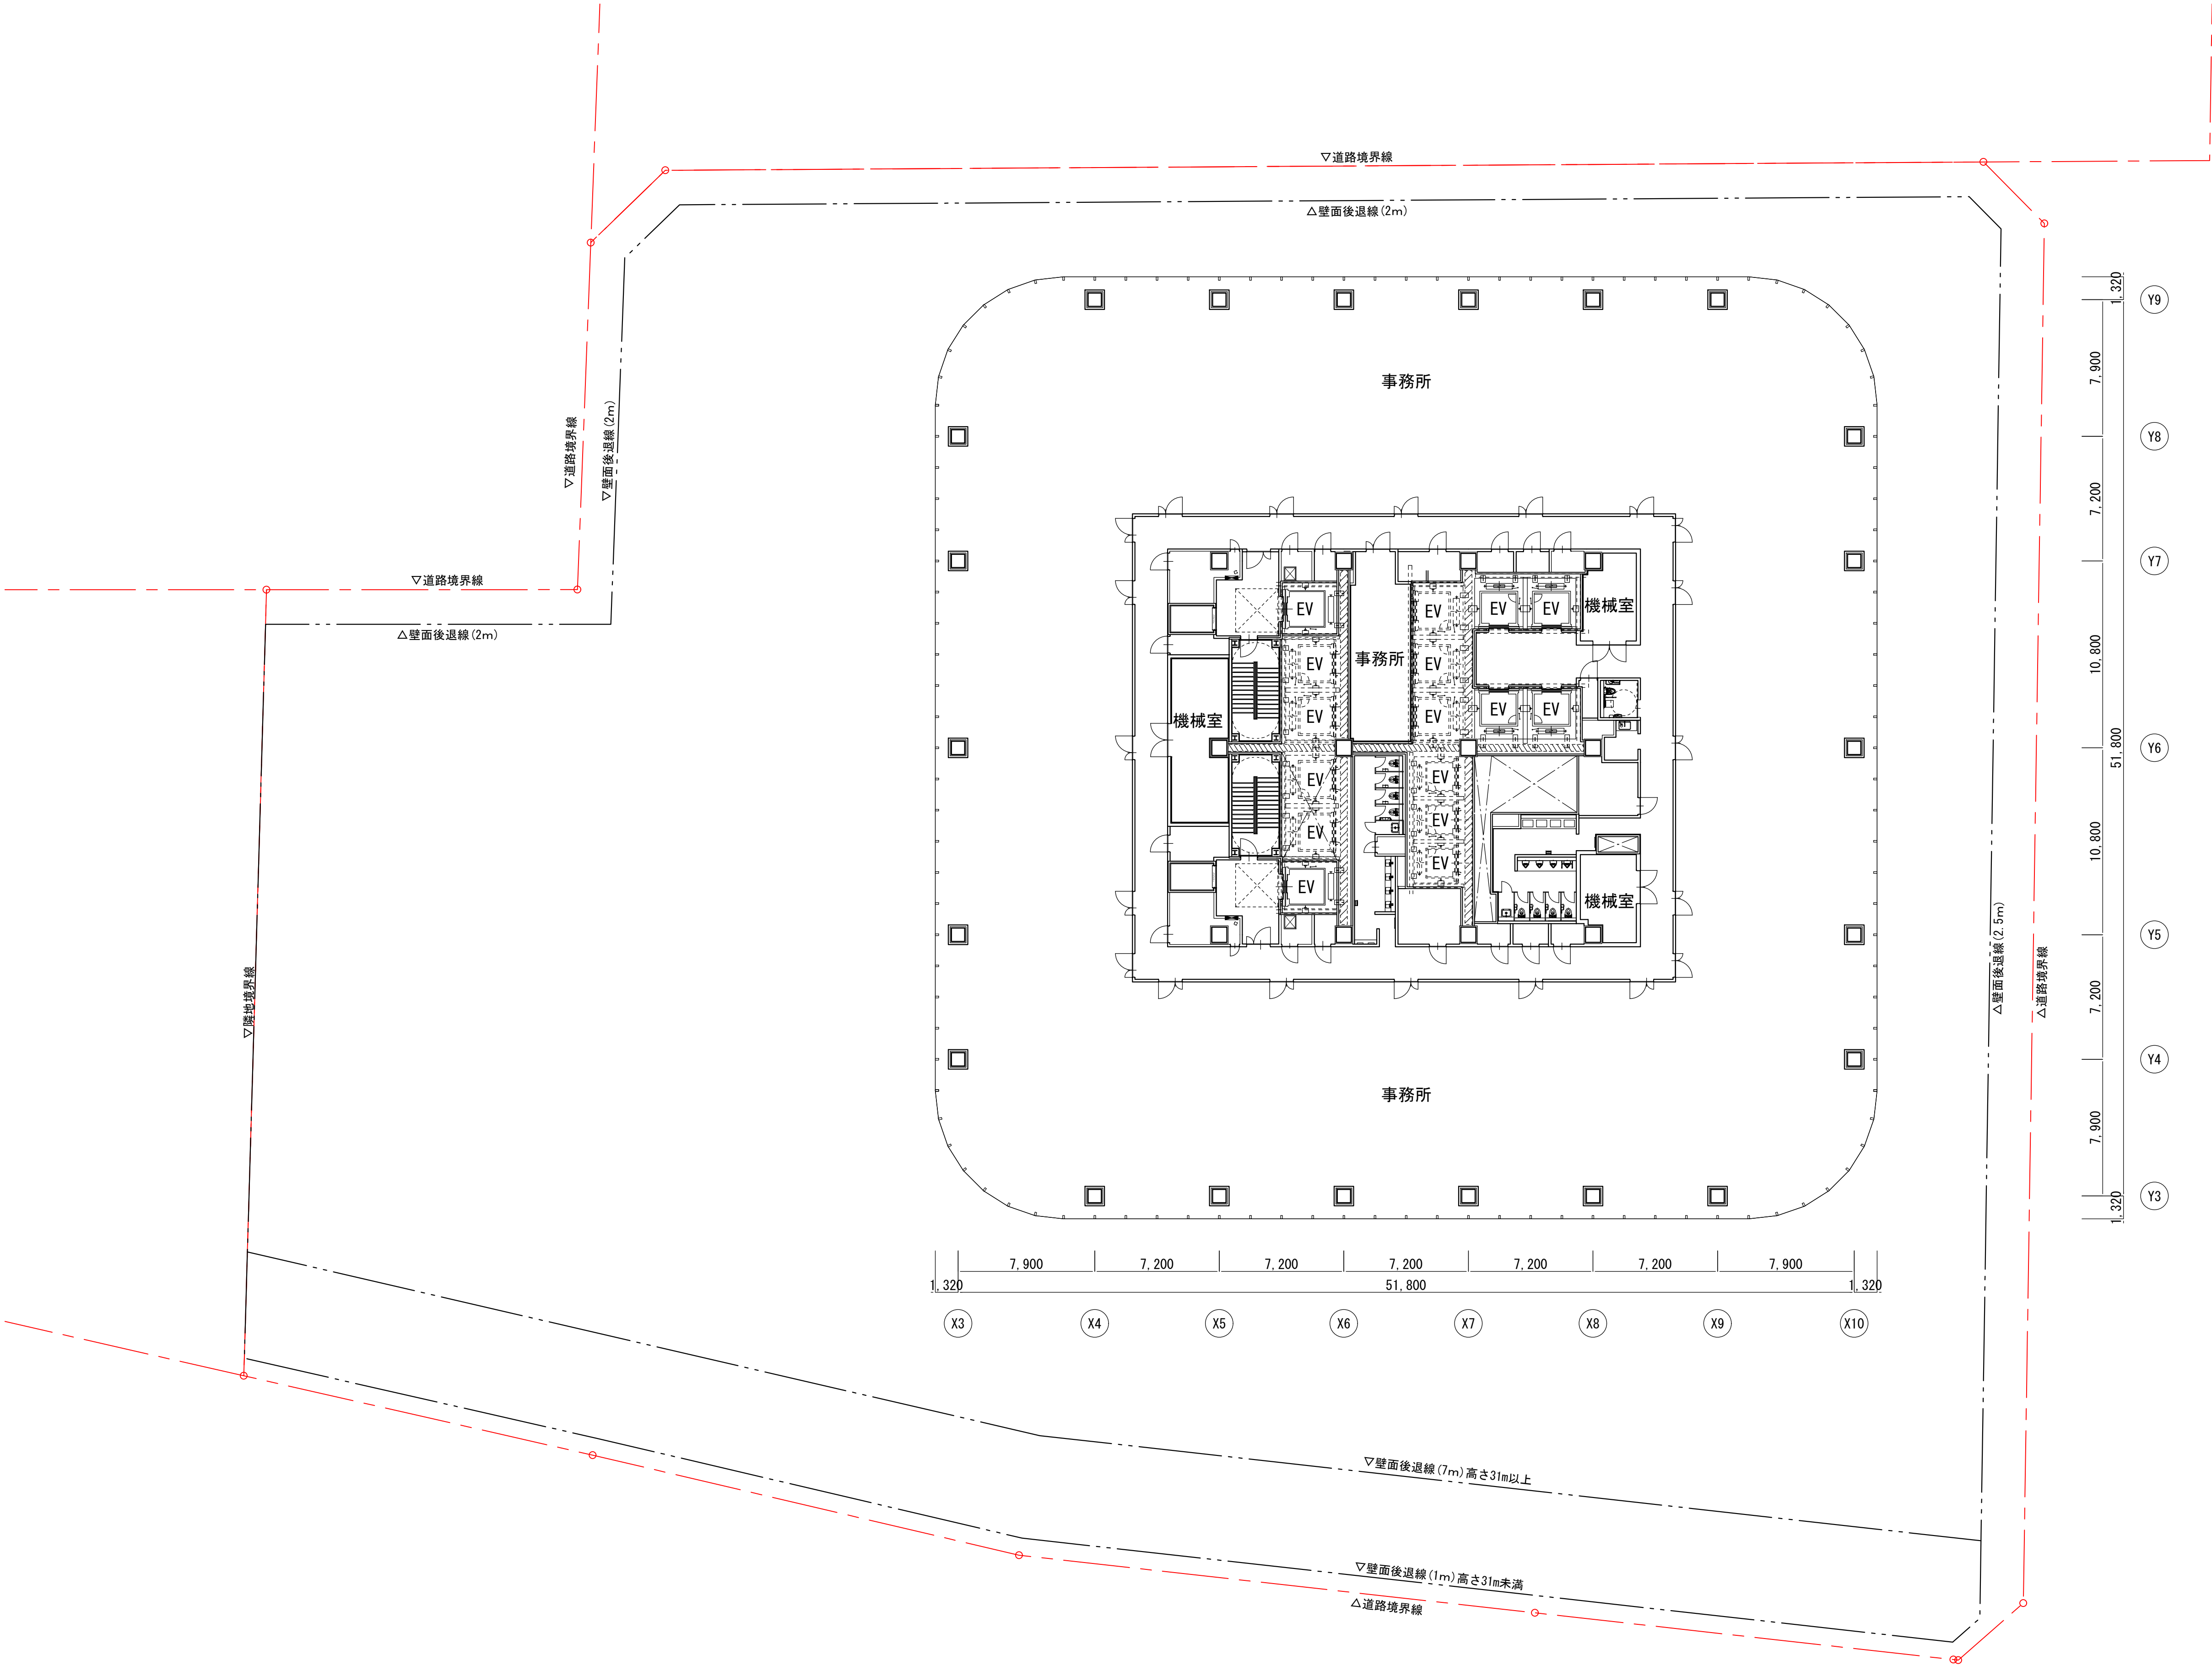 ▽道路境界線
△壁面後退線(2m)
1,320
Y9
事務所
7,900
▽道路境界線
▽壁面後退線(2m)
Y8
7,200
Y7
▽道路境界線
△壁面後退線(2m)
EV
EV
EV
EV
機械室
EV
事務所
EV
10,800
機械室
EV
EV
EV
EV
Y6
51,800
EV
EV
EV
EV
EV
10,800
EV
機械室
△壁面後退線(2.5m)
Y5
▽隣地境界線
△道路境界線
7,200
Y4
事務所
7,900
Y3
1,320
7,900
7,200
7,200
7,200
7,200
7,200
7,900
1,320
51,800
1,320
X3
X4
X5
X6
X7
X8
X9
X10
▽壁面後退線(7m)高さ31m以上
▽壁面後退線(1m)高さ31m未満
△道路境界線